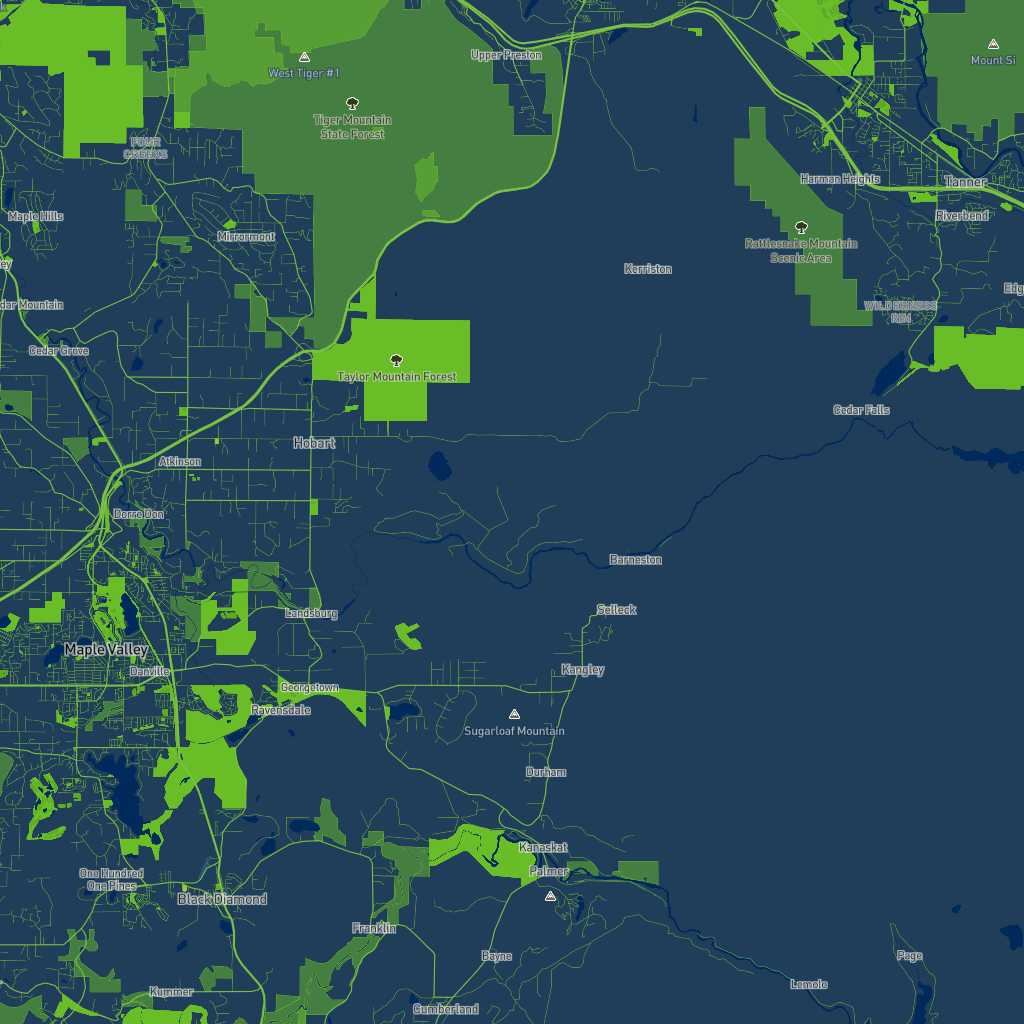 Upper Preston
Mount Si
West Tiger #1
Tiger Mountain
State Forest
FOUR
CREEKS
Harman Heights
Tanner
Maple Hills
Riverbend
Mirrormont
Rattlesnake Mountain
Scenic Area
ey
Kerriston
Edg
dar Mountain
WILDERNESS
RIM
Cedar Grove
Taylor Mountain Forest
Cedar Falls
Hobart
Atkinson
Dorre Don
Barneston
Landsburg
Selleck
Maple Valley
Danville
Kangley
Georgetown
Ravensdale
Sugarloaf Mountain
Durham
Kanaskat
Palmer
One Hundred
One Pines
Black Diamond
Franklin
Bayne
Page
Lemolo
Kummer
Cumberland